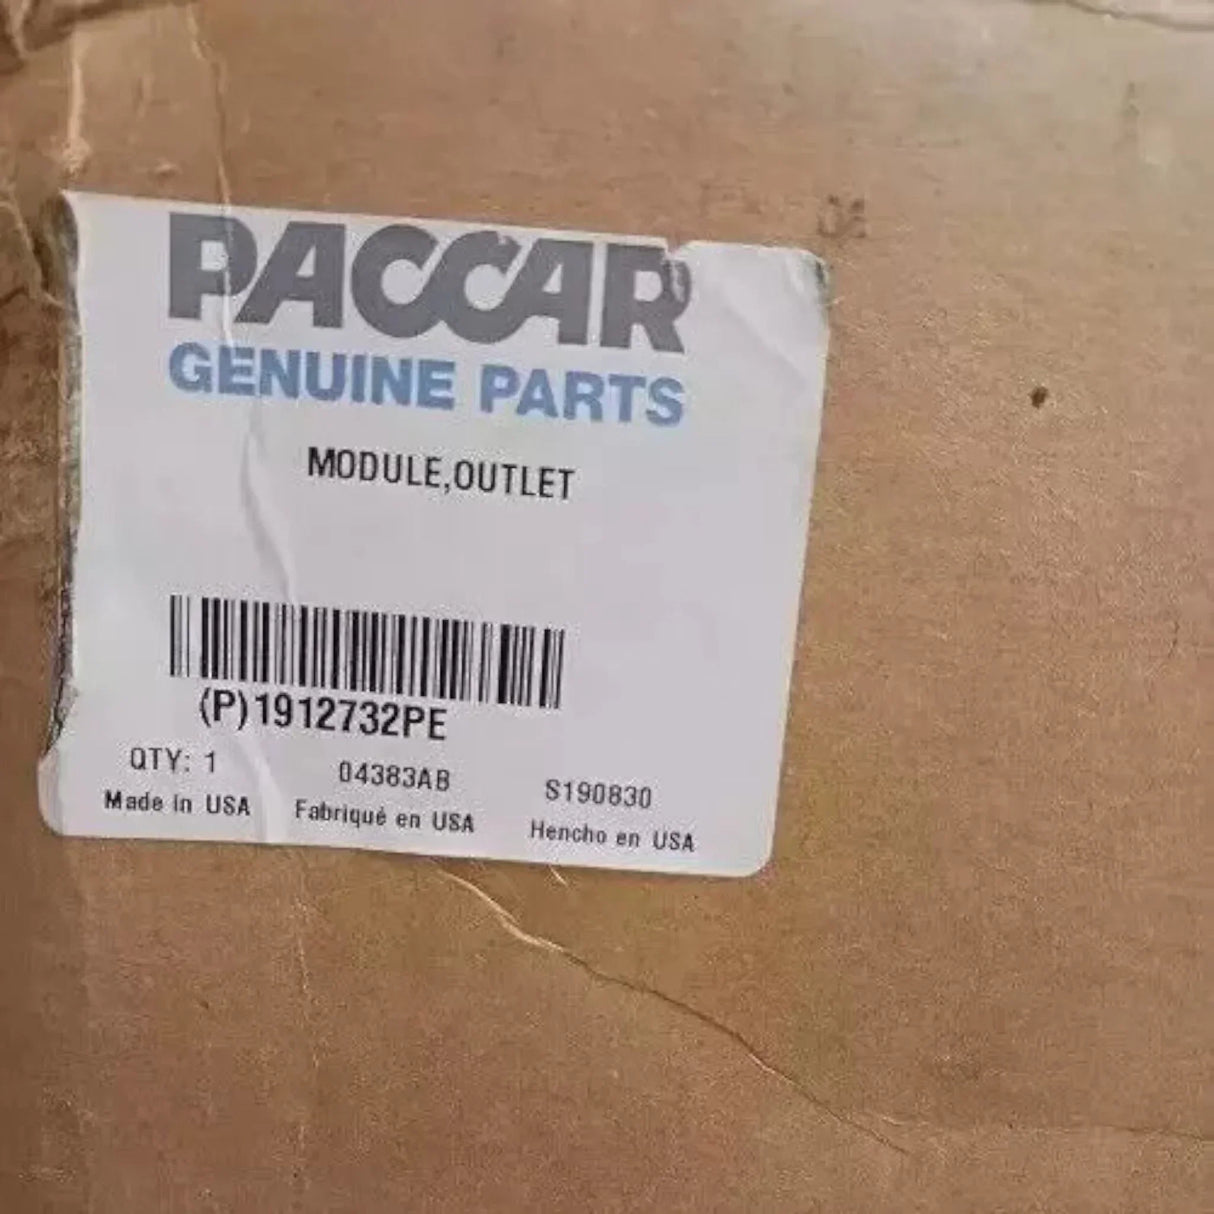 PACCAR
GENUINE PARTS
MODULE,OUTLET
(P)1912732PE
QTY: 1 04383AB S190830
Made in USA Fabriqué en USA Hencho en USA